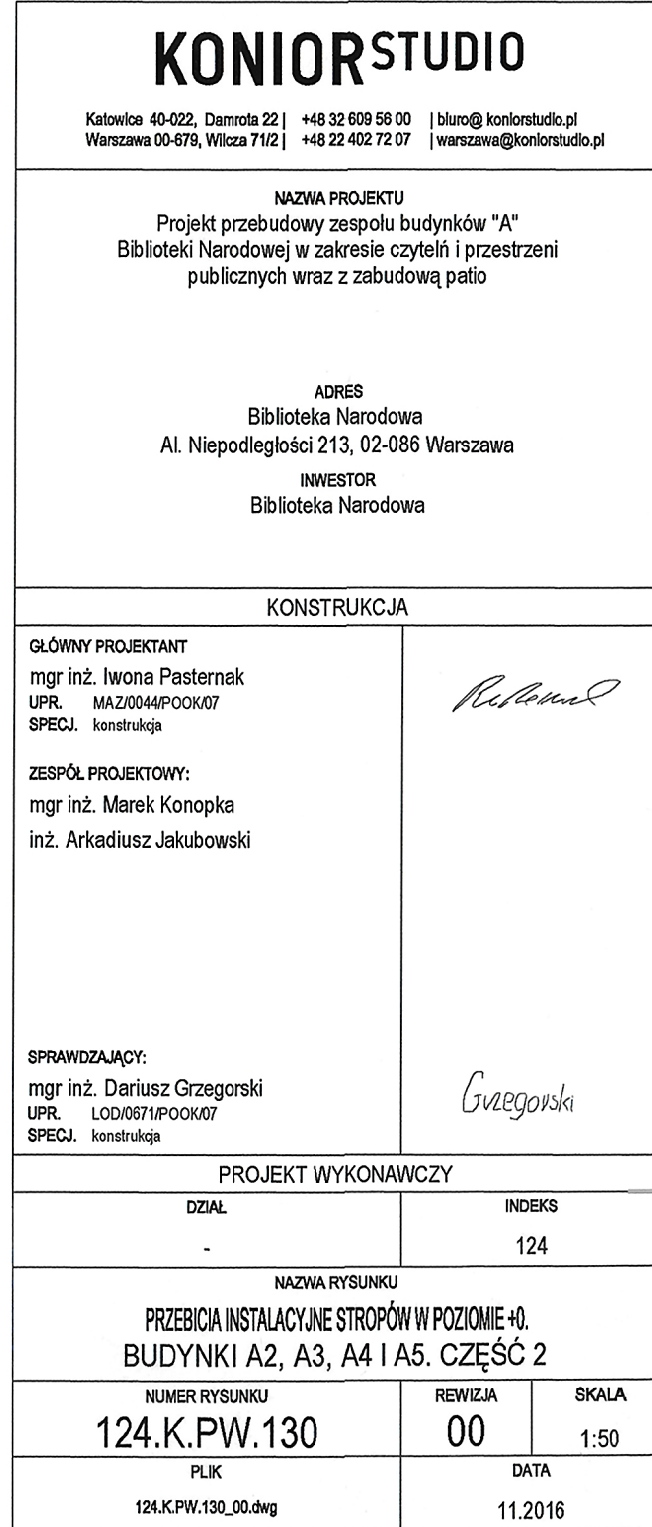 KONIOR STUDIO
Katowice 40-022, Damrota 22 | +48 32 609 56 00 | biuro@koniorstudio.pl
Warszawa 00-679, Wilcza 71/2 | +48 22 402 72 07 | warszawa@koniorstudio.pl
NAZWA PROJEKTU
Projekt przebudowy zespołu budynków "A"
Biblioteki Narodowej w zakresie czytelń i przestrzeni
publicznych wraz z zabudową patio
ADRES
Biblioteka Narodowa
Al. Niepodległości 213, 02-086 Warszawa
INWESTOR
Biblioteka Narodowa
KONSTRUKCJA
GŁÓWNY PROJEKTANT
mgr inż. Iwona Pasternak
UPR. MAZ/0044/POOK/07
SPECJ. konstrukcja
ZESPÓŁ PROJEKTOWY:
mgr inż. Marek Konopka
inż. Arkadiusz Jakubowski
SPRAWDZAJĄCY:
mgr inż. Dariusz Grzegorski
UPR. LOD/0671/POOK/07
SPECJ. konstrukcja
Grzegorski
PROJEKT WYKONAWCZY
DZIAŁ
-
INDEKS
124
NAZWA RYSUNKU
PRZEBICIA INSTALACYJNE STROPÓW W POZIOMIE +0.
BUDYNKI A2, A3, A4 I A5. CZĘŚĆ 2
NUMER RYSUNKU
124.K.PW.130
REWIZJA
00
SKALA
1:50
PLIK
124.K.PW.130_00.dwg
DATA
11.2016